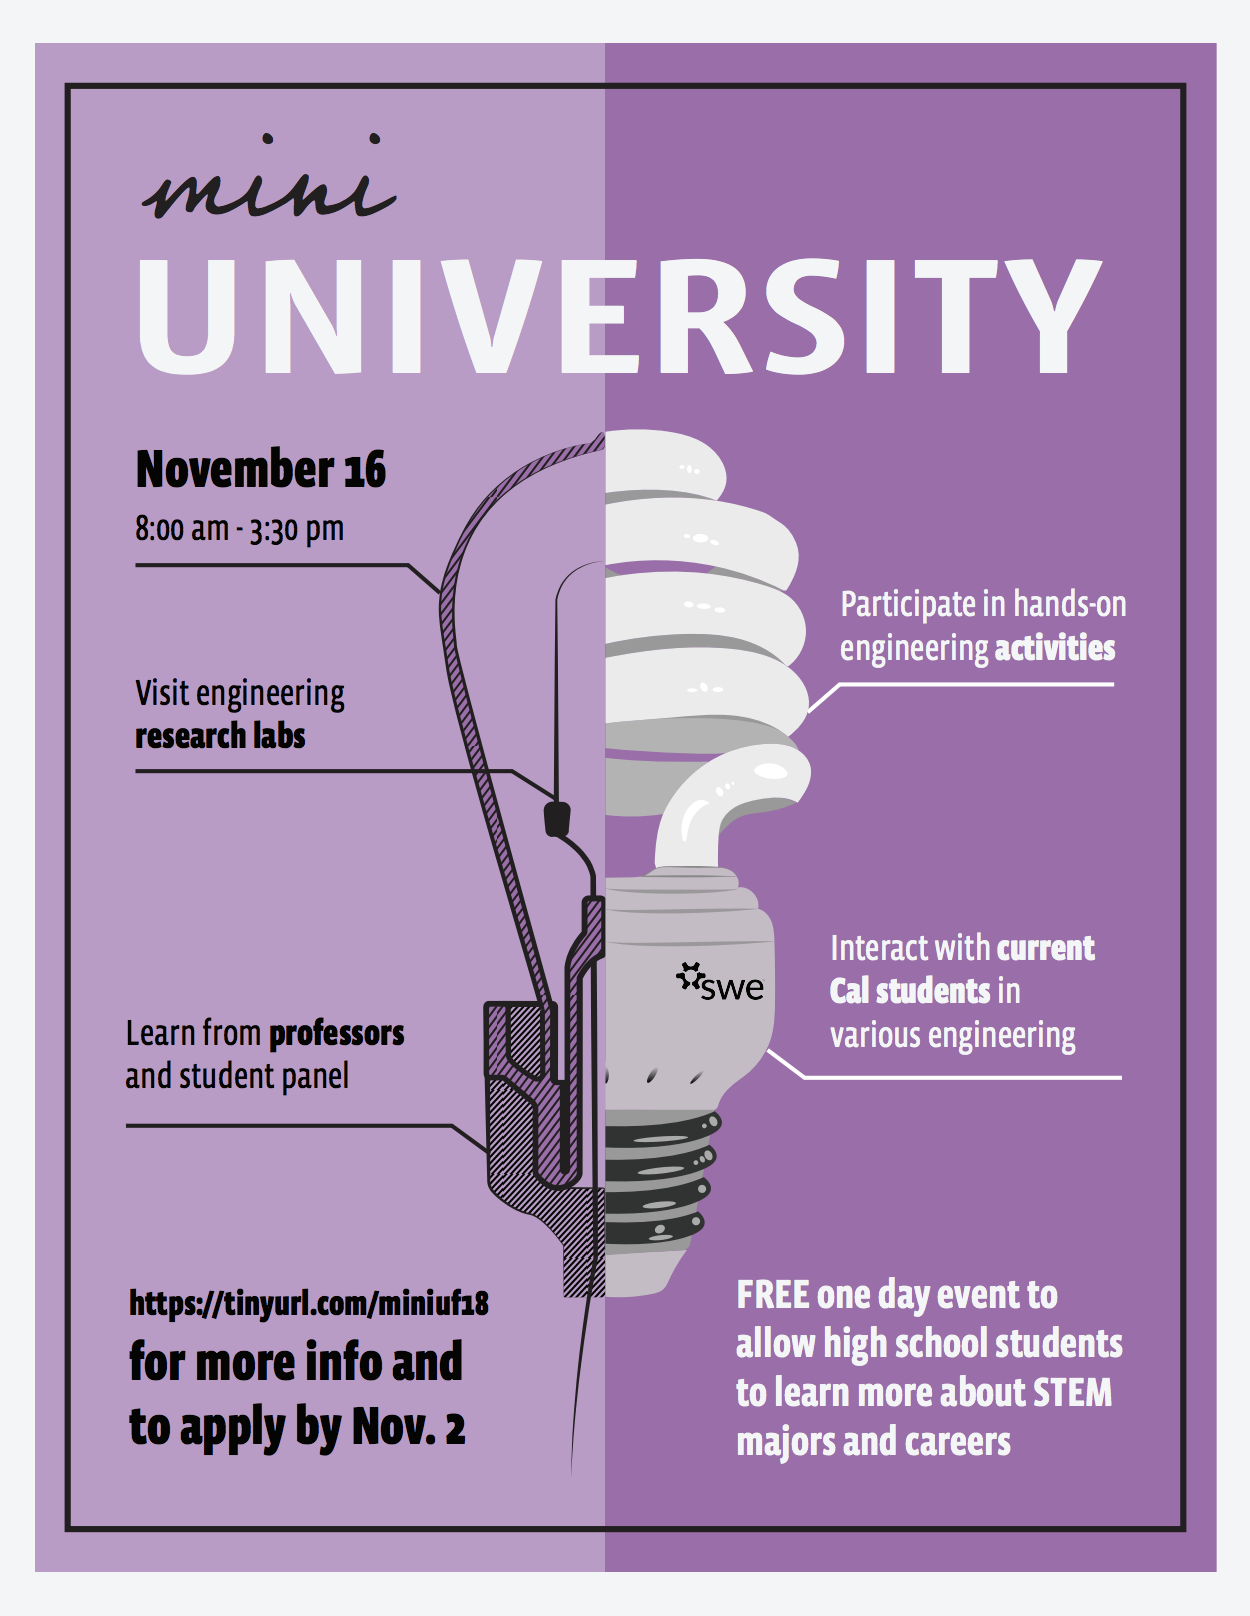 mini
UNIVERSITY
November 16
8:00 am - 3:30 pm
Visit engineering
research labs
Learn from professors
and student panel
https://tinyurl.com/miniuf18
for more info and
to apply by Nov. 2
Participate in hands-on
engineering activities
swe
Interact with current
Cal students in
various engineering
FREE one day event to
allow high school students
to learn more about STEM
majors and careers